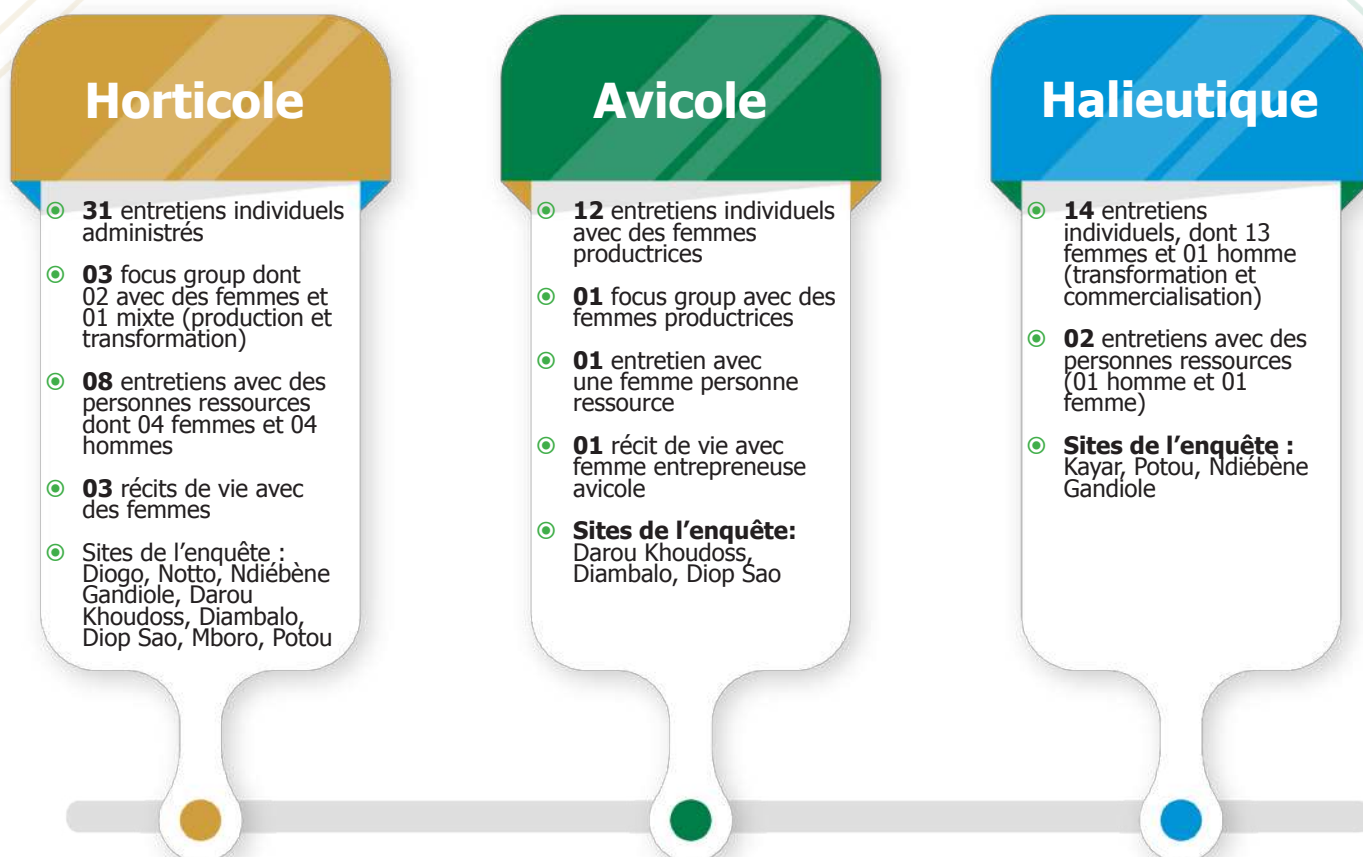 Horticole
31 entretiens individuels
administrés
03 focus group dont
02 avec des femmes et
01 mixte (production et
transformation)
08 entretiens avec des
personnes ressources
dont 04 femmes et 04
hommes
03 récits de vie avec
des femmes
Sites de l'enquête :
Diogo, Notto, Ndiébène
Gandiole, Darou
Khoudoss, Diambalo,
Diop Sao, Mboro, Potou
Avicole
12 entretiens individuels
avec des femmes
productrices
01 focus group avec des
femmes productrices
01 entretien avec
une femme personne
ressource
01 récit de vie avec
femme entrepreneuse
avicole
Sites de l'enquête:
Darou Khoudoss,
Diambalo, Diop Sao
Halieutique
14 entretiens
individuels, dont 13
femmes et 01 homme
(transformation et
commercialisation)
02 entretiens avec des
personnes ressources
(01 homme et 01
femme)
Sites de l'enquête :
Kayar, Potou, Ndiébène
Gandiole